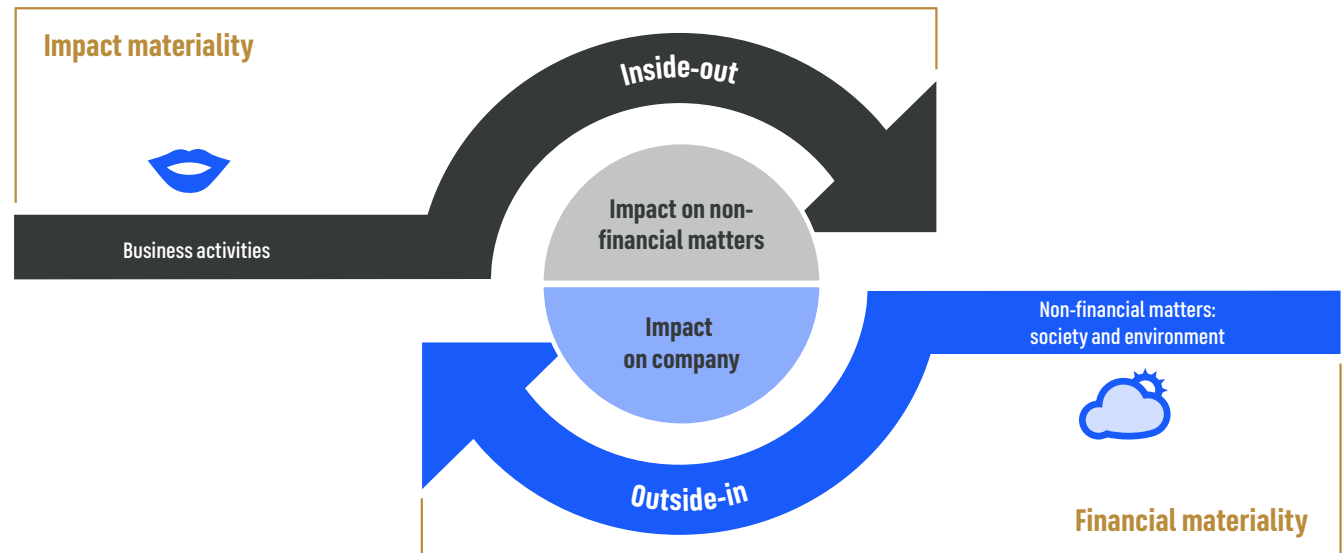 Impact materiality
Inside-out
Impact on non-
financial matters
Business activities
Impact
on company
Non-financial matters:
society and environment
Outside-in
Financial materiality